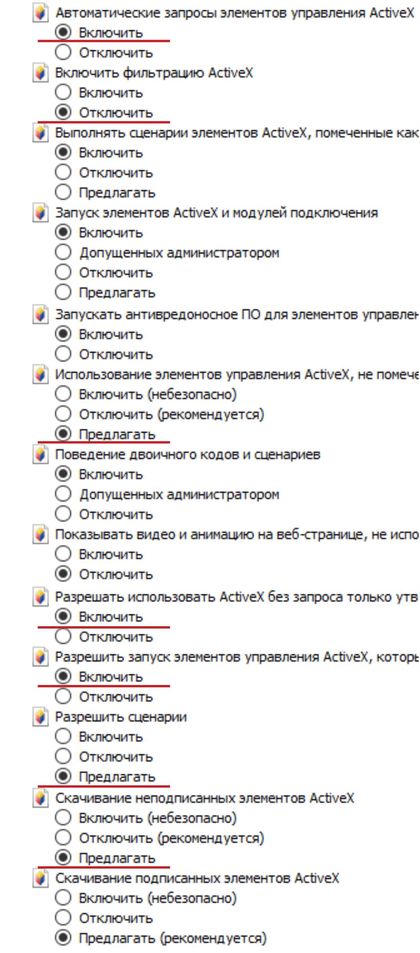 Автоматические запросы элементов управления ActiveX
Включить
Отключить
Включить фильтрацию ActiveX
Включить
Отключить
Выполнять сценарии элементов ActiveX, помеченные как
Включить
Отключить
Предлагать
Запуск элементов ActiveX и модулей подключения
Включить
Допущенных администратором
Отключить
Предлагать
Запускать антивредоносное ПО для элементов управлен
Включить
Отключить
Использование элементов управления ActiveX, не помече
Включить (небезопасно)
Отключить (рекомендуется)
Предлагать
Поведение двоичного кодов и сценариев
Включить
Допущенных администратором
Отключить
Показывать видео и анимацию на веб-странице, не испо
Включить
Отключить
Разрешать использовать ActiveX без запроса только утв
Включить
Отключить
Разрешить запуск элементов управления ActiveX, которь
Включить
Отключить
Разрешить сценарии
Включить
Отключить
Предлагать
Скачивание неподписанных элементов ActiveX
Включить (небезопасно)
Отключить (рекомендуется)
Предлагать
Скачивание подписанных элементов ActiveX
Включить (небезопасно)
Отключить
Предлагать (рекомендуется)